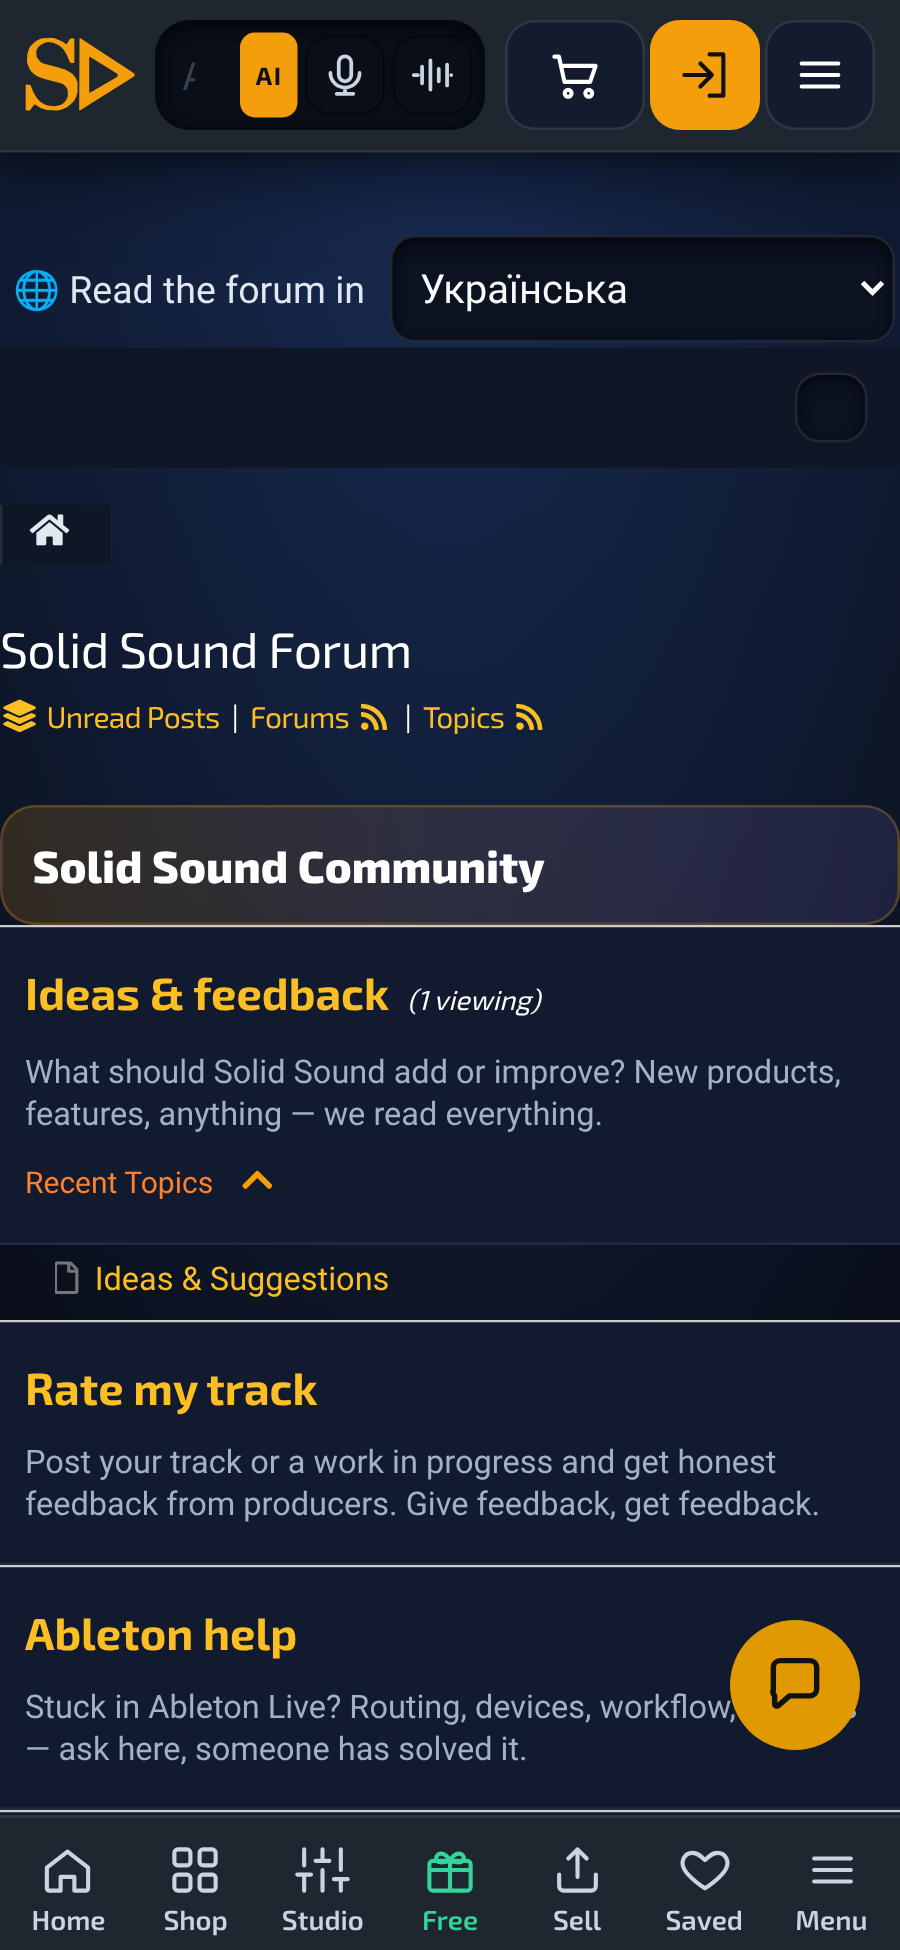 AI
Read the forum in
Українська
Solid Sound Forum
Unread Posts | Forums | Topics
Solid Sound Community
Ideas & feedback (1 viewing)
What should Solid Sound add or improve? New products,
features, anything — we read everything.
Recent Topics
Ideas & Suggestions
Rate my track
Post your track or a work in progress and get honest
feedback from producers. Give feedback, get feedback.
Ableton help
Stuck in Ableton Live? Routing, devices, workflow,
— ask here, someone has solved it.
Home Shop Studio Free Sell Saved Menu